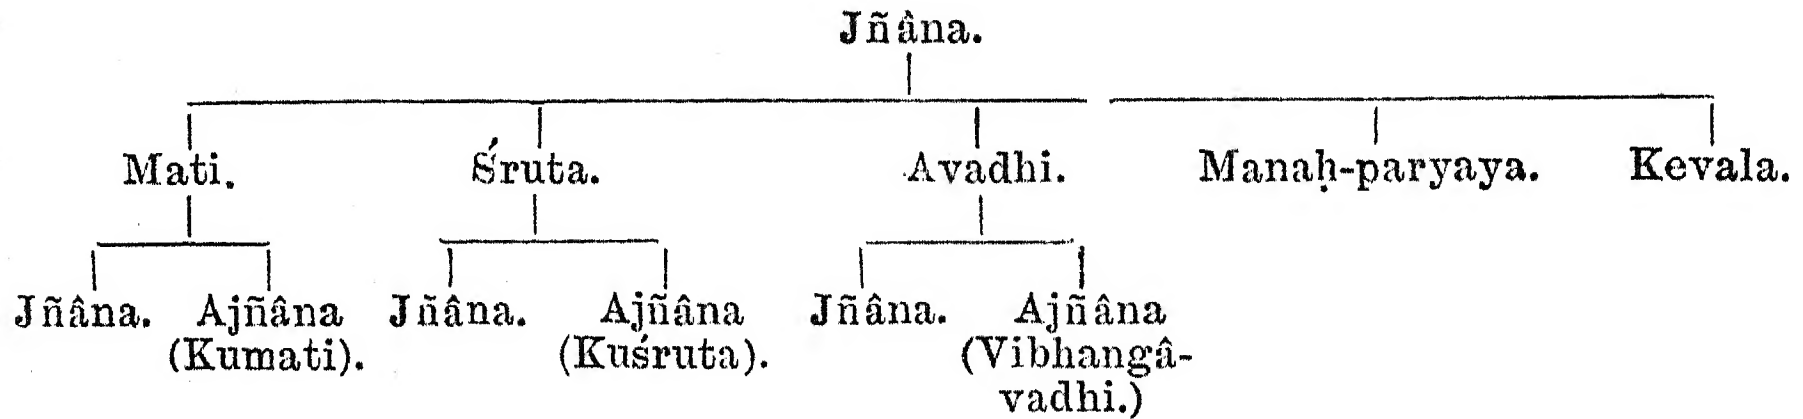 Jñâna.
Mati. Śruta. Avadhi. Manaḥ-paryaya. Kevala.
Jñâna. Ajñâna Jñâna. Ajñâna Jñâna. Ajñâna
(Kumati). (Kuśruta). (Vibhangâ-
vadhi.)